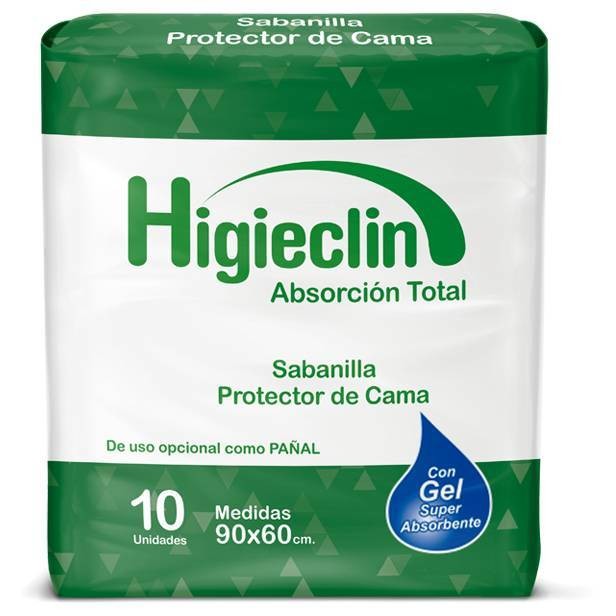 Sabanilla
Protector de Cama
Higieclin
Absorción Total
Sabanilla
Protector de Cama
De uso opcional como PAÑAL
10
Unidades
Medidas
90x60cm.
Con
Gel
Súper
Absorbente